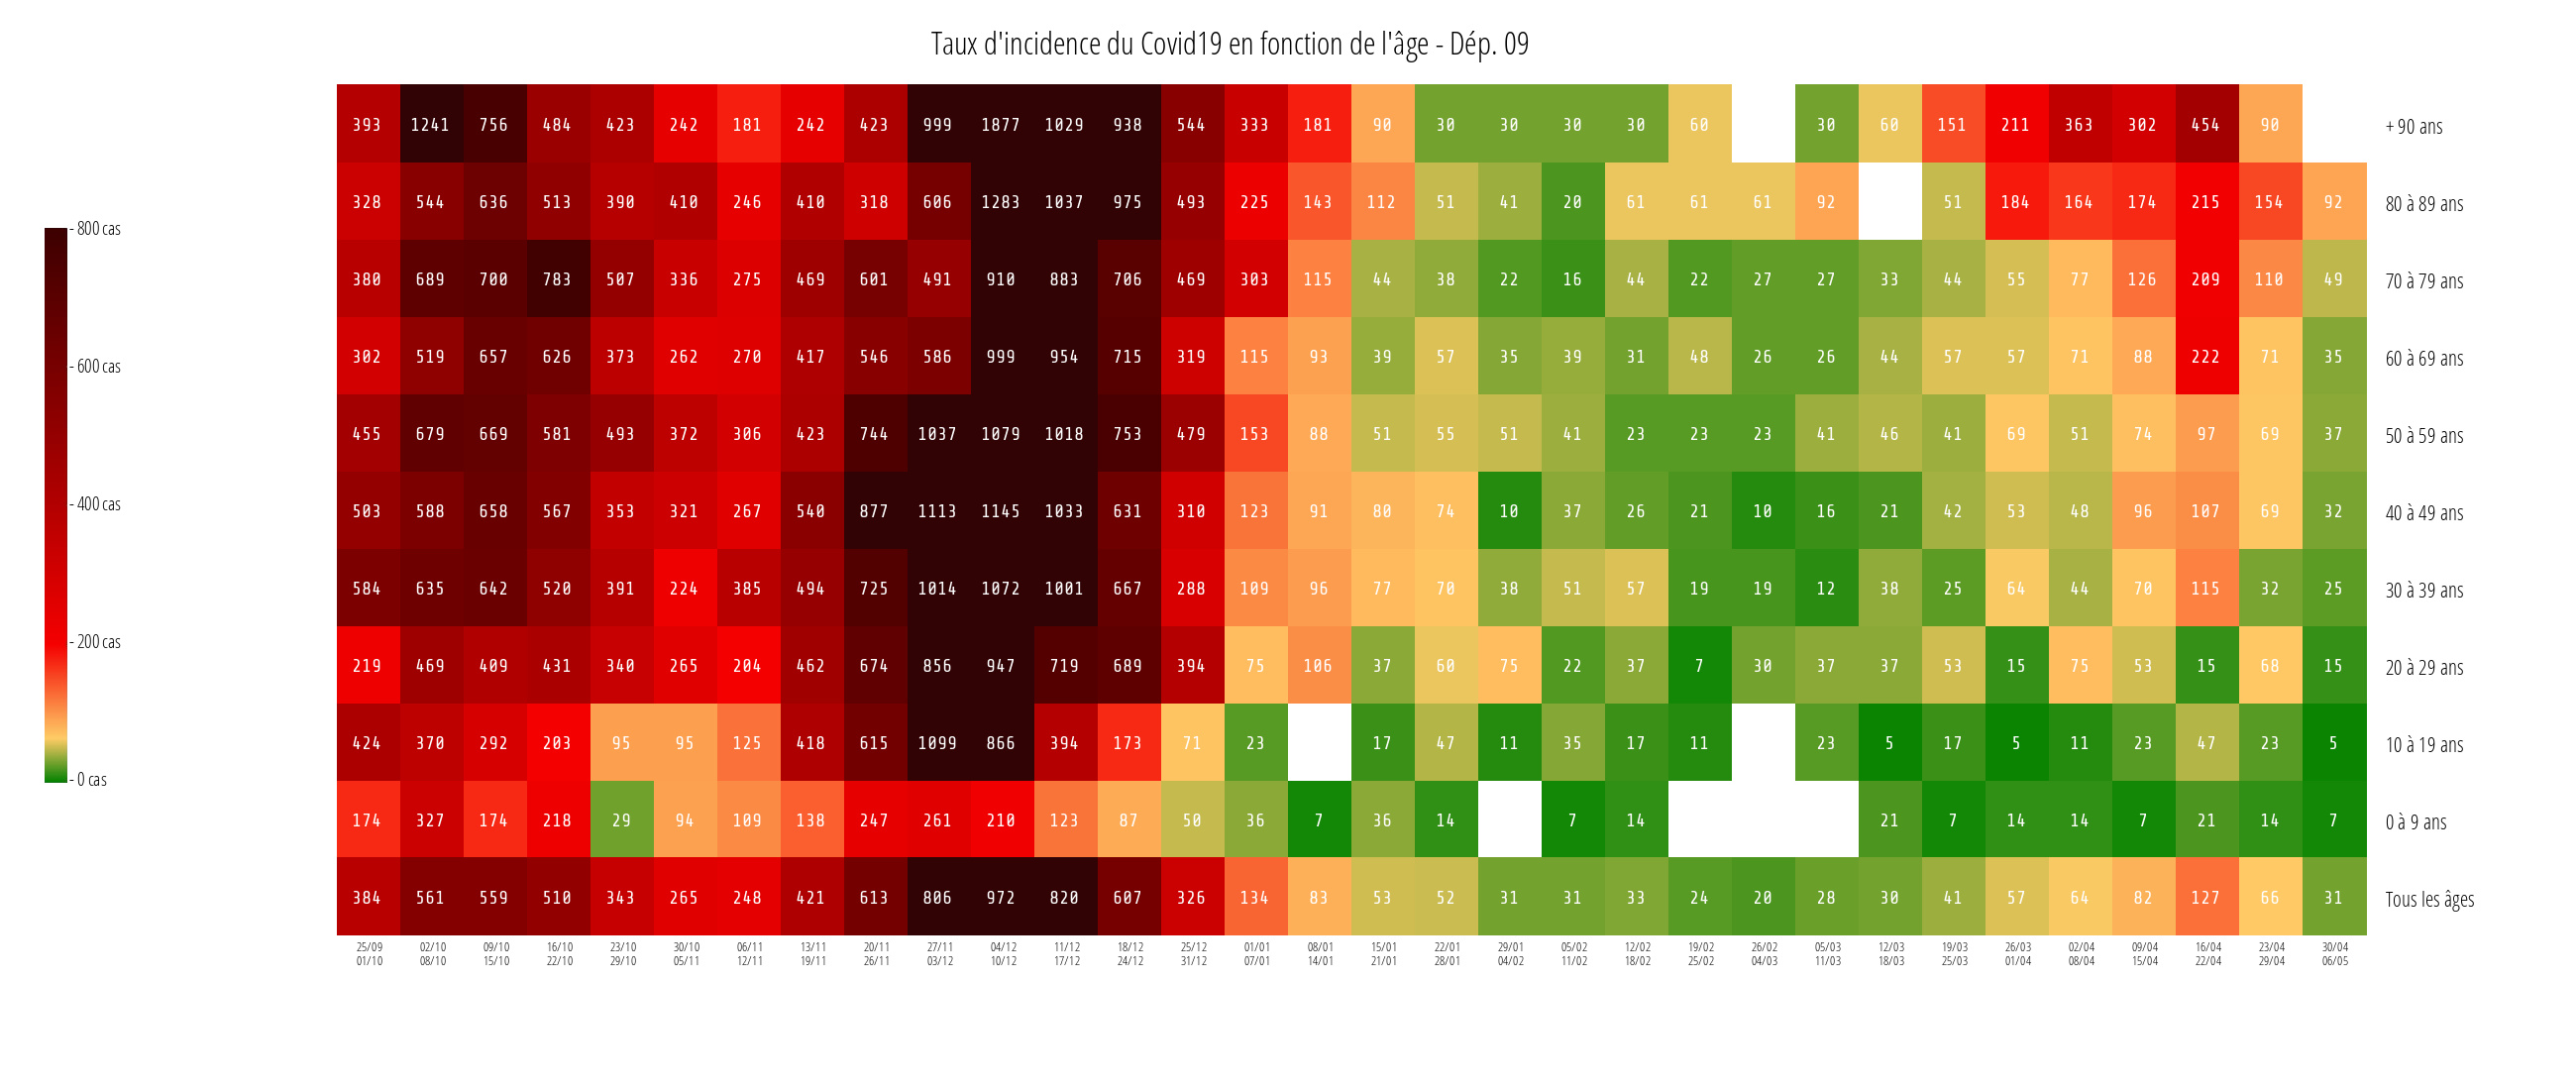 Taux d'incidence du Covid19 en fonction de l'âge - Dép. 09
- 800 cas
- 600 cas
- 400 cas
- 200 cas
- 0 cas
393 1241 756 484 423 242 181 242 423 999 1877 1029 938 544 333 181 90 30 30 30 30 60 30 60 151 211 363 302 454 90 + 90 ans
328 544 636 513 390 410 246 410 318 606 1283 1037 975 493 225 143 112 51 41 20 61 61 61 92 51 184 164 174 215 154 92 80 à 89 ans
380 689 700 783 507 336 275 469 601 491 910 883 706 469 303 115 44 38 22 16 44 22 27 27 33 44 55 77 126 209 110 49 70 à 79 ans
302 519 657 626 373 262 270 417 546 586 999 954 715 319 115 93 39 57 35 39 31 48 26 26 44 57 57 71 88 222 71 35 60 à 69 ans
455 679 669 581 493 372 306 423 744 1037 1079 1018 753 479 153 88 51 55 51 41 23 23 23 41 46 41 69 51 74 97 69 37 50 à 59 ans
503 588 658 567 353 321 267 540 877 1113 1145 1033 631 310 123 91 80 74 10 37 26 21 10 16 21 42 53 48 96 107 69 32 40 à 49 ans
584 635 642 520 391 224 385 494 725 1014 1072 1001 667 288 109 96 77 70 38 51 57 19 19 12 38 25 64 44 70 115 32 25 30 à 39 ans
219 469 409 431 340 265 204 462 674 856 947 719 689 394 75 106 37 60 75 22 37 7 30 37 37 53 15 75 53 15 68 15 20 à 29 ans
424 370 292 203 95 95 125 418 615 1099 866 394 173 71 23 17 47 11 35 17 11 23 5 17 5 11 23 47 23 5 10 à 19 ans
174 327 174 218 29 94 109 138 247 261 210 123 87 50 36 7 36 14 7 14 21 7 14 14 7 21 14 7 0 à 9 ans
384 561 559 510 343 265 248 421 613 806 972 820 607 326 134 83 53 52 31 31 33 24 20 28 30 41 57 64 82 127 66 31 Tous les âges
25/09 02/10 09/10 16/10 23/10 30/10 06/11 13/11 20/11 27/11 04/12 11/12 18/12 25/12 01/01 08/01 15/01 22/01 29/01 05/02 12/02 19/02 26/02 05/03 12/03 19/03 26/03 02/04 09/04 16/04 23/04 30/04
01/10 08/10 15/10 22/10 29/10 05/11 12/11 19/11 26/11 03/12 10/12 17/12 24/12 31/12 07/01 14/01 21/01 28/01 04/02 11/02 18/02 25/02 04/03 11/03 18/03 25/03 01/04 08/04 15/04 22/04 29/04 06/05